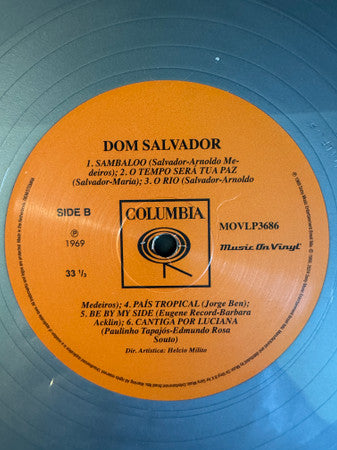 DOM SALVADOR
1. SAMBALOO (Salvador-Arnoldo Me-
deiros); 2. O TEMPO SERÁ TUA PAZ
(Salvador-Maria); 3. O RIO (Salvador-Arnoldo
SIDE B
℗
1969
33 ⅓
COLUMBIA
MOVLP3686
Music On Vinyl
Medeiros); 4. PAÍS TROPICAL (Jorge Ben);
5. BE BY MY SIDE (Eugene Record-Barbara
Acklin); 6. CANTIGA POR LUCIANA
(Paulinho Tapajós-Edmundo Rosa
Souto)
Dir. Artística: Helcio Milito